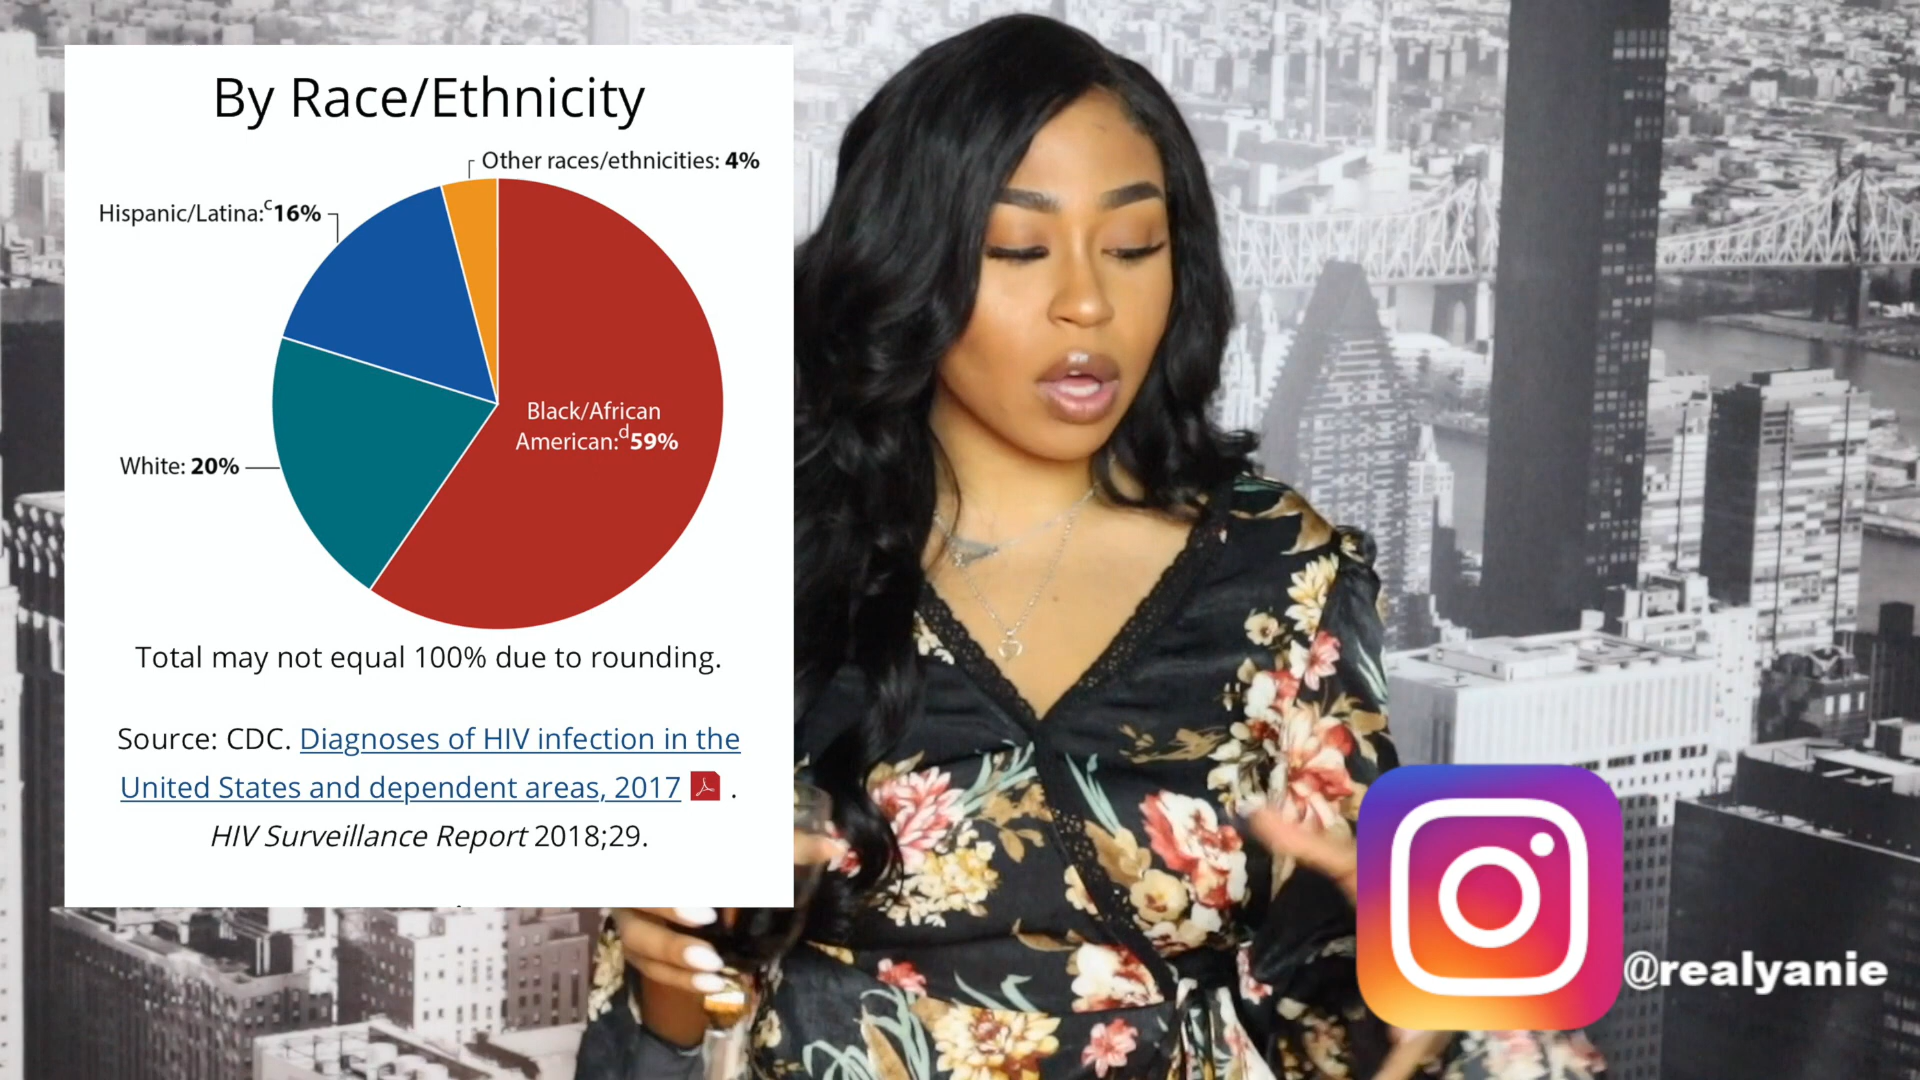 By Race/Ethnicity
Other races/ethnicities: 4%
Hispanic/Latina:ᶜ16%
Black/African
American:ᵈ59%
White: 20%
Total may not equal 100% due to rounding.
Source: CDC. Diagnoses of HIV infection in the
United States and dependent areas, 2017 .
HIV Surveillance Report 2018;29.
@realyanie